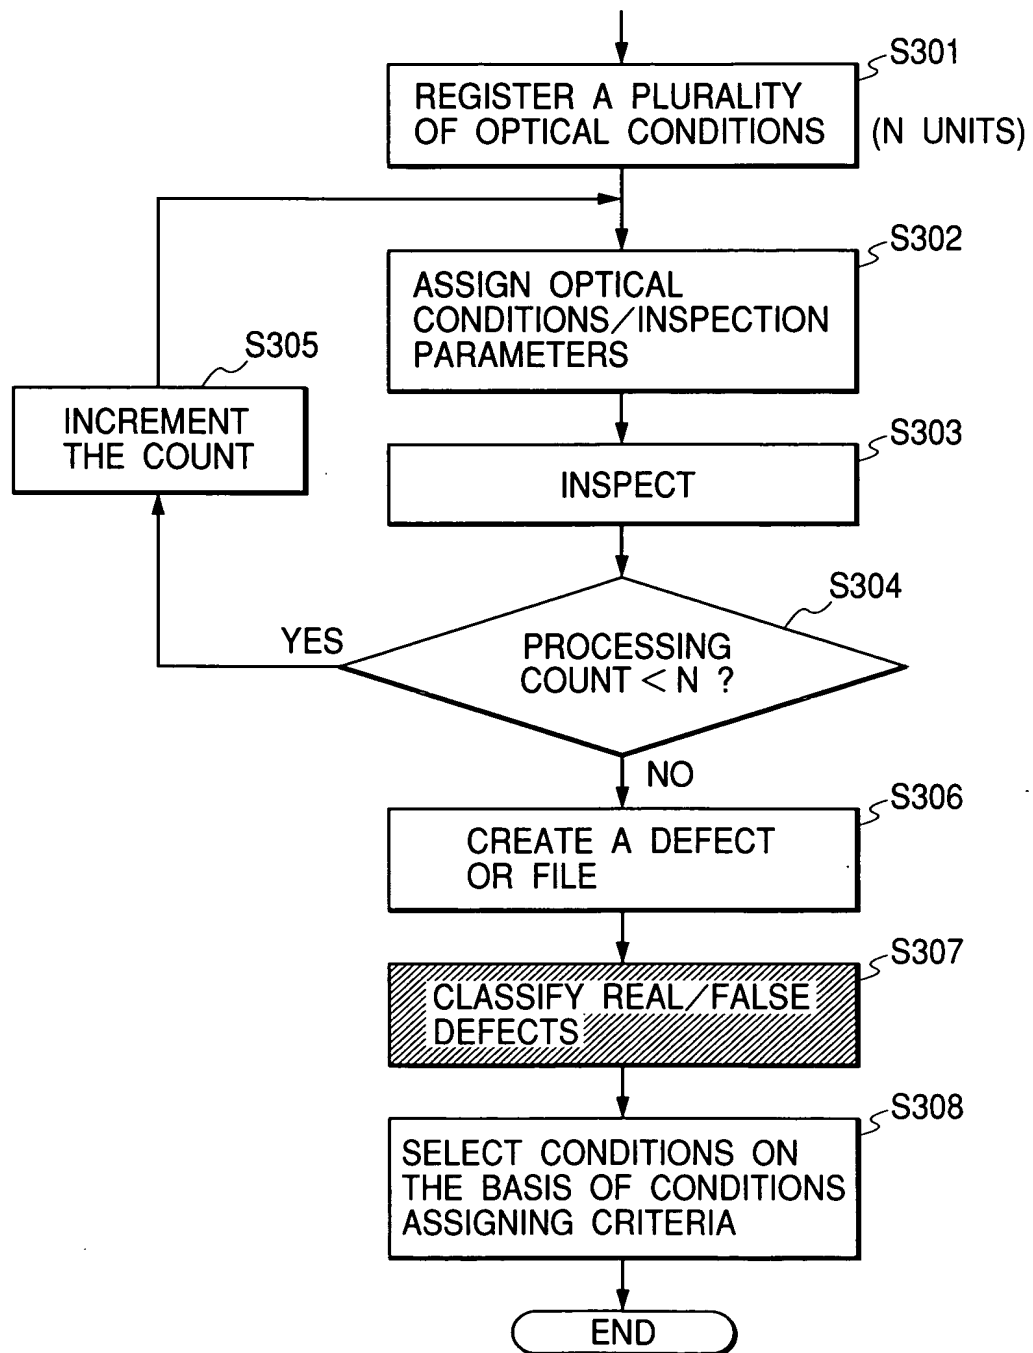 S301
REGISTER A PLURALITY
OF OPTICAL CONDITIONS
(N UNITS)
S302
ASSIGN OPTICAL
CONDITIONS/INSPECTION
PARAMETERS
S305
INCREMENT
THE COUNT
S303
INSPECT
S304
YES
PROCESSING
COUNT < N ?
NO
S306
CREATE A DEFECT
OR FILE
S307
CLASSIFY REAL/FALSE
DEFECTS
S308
SELECT CONDITIONS ON
THE BASIS OF CONDITIONS
ASSIGNING CRITERIA
END